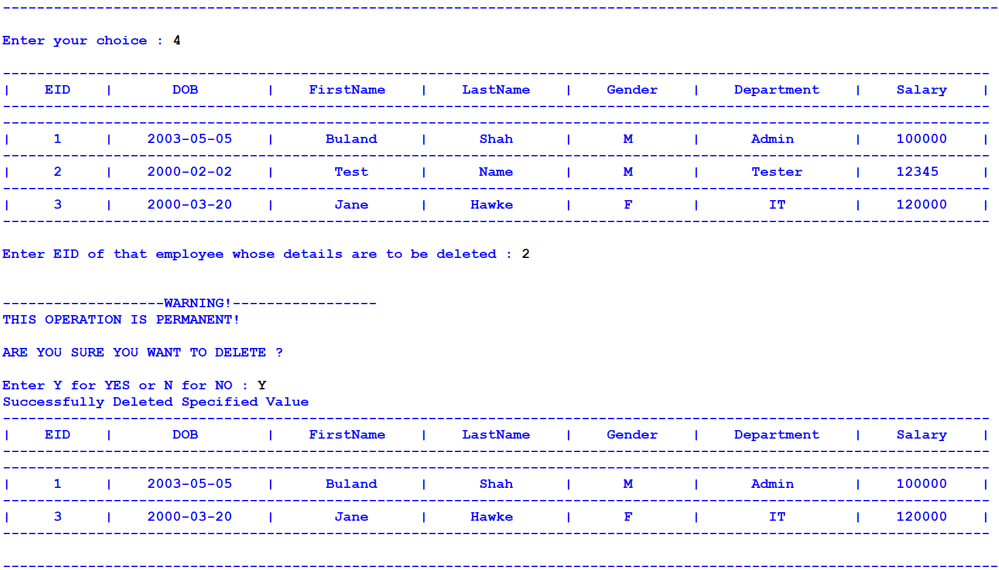 --------------------------------------------------------------------------------------------------------------------
Enter your choice : 4
--------------------------------------------------------------------------------------------------------------------
|    EID    |       DOB        |    FirstName    |    LastName    |    Gender    |    Department    |    Salary    |
--------------------------------------------------------------------------------------------------------------------
--------------------------------------------------------------------------------------------------------------------
|     1     |    2003-05-05    |      Buland     |      Shah      |      M       |      Admin       |    100000    |
--------------------------------------------------------------------------------------------------------------------
|     2     |    2000-02-02    |       Test      |      Name      |      M       |      Tester      |    12345     |
--------------------------------------------------------------------------------------------------------------------
|     3     |    2000-03-20    |       Jane      |     Hawke      |      F       |        IT        |    120000    |
--------------------------------------------------------------------------------------------------------------------
Enter EID of that employee whose details are to be deleted : 2
-------------------WARNING!-----------------
THIS OPERATION IS PERMANENT!
ARE YOU SURE YOU WANT TO DELETE ?
Enter Y for YES or N for NO : Y
Successfully Deleted Specified Value
--------------------------------------------------------------------------------------------------------------------
|    EID    |       DOB        |    FirstName    |    LastName    |    Gender    |    Department    |    Salary    |
--------------------------------------------------------------------------------------------------------------------
--------------------------------------------------------------------------------------------------------------------
|     1     |    2003-05-05    |      Buland     |      Shah      |      M       |      Admin       |    100000    |
--------------------------------------------------------------------------------------------------------------------
|     3     |    2000-03-20    |       Jane      |     Hawke      |      F       |        IT        |    120000    |
--------------------------------------------------------------------------------------------------------------------
--------------------------------------------------------------------------------------------------------------------